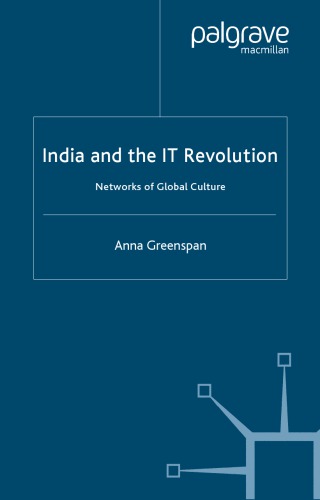 palgrave
macmillan
India and the IT Revolution
Networks of Global Culture
Anna Greenspan